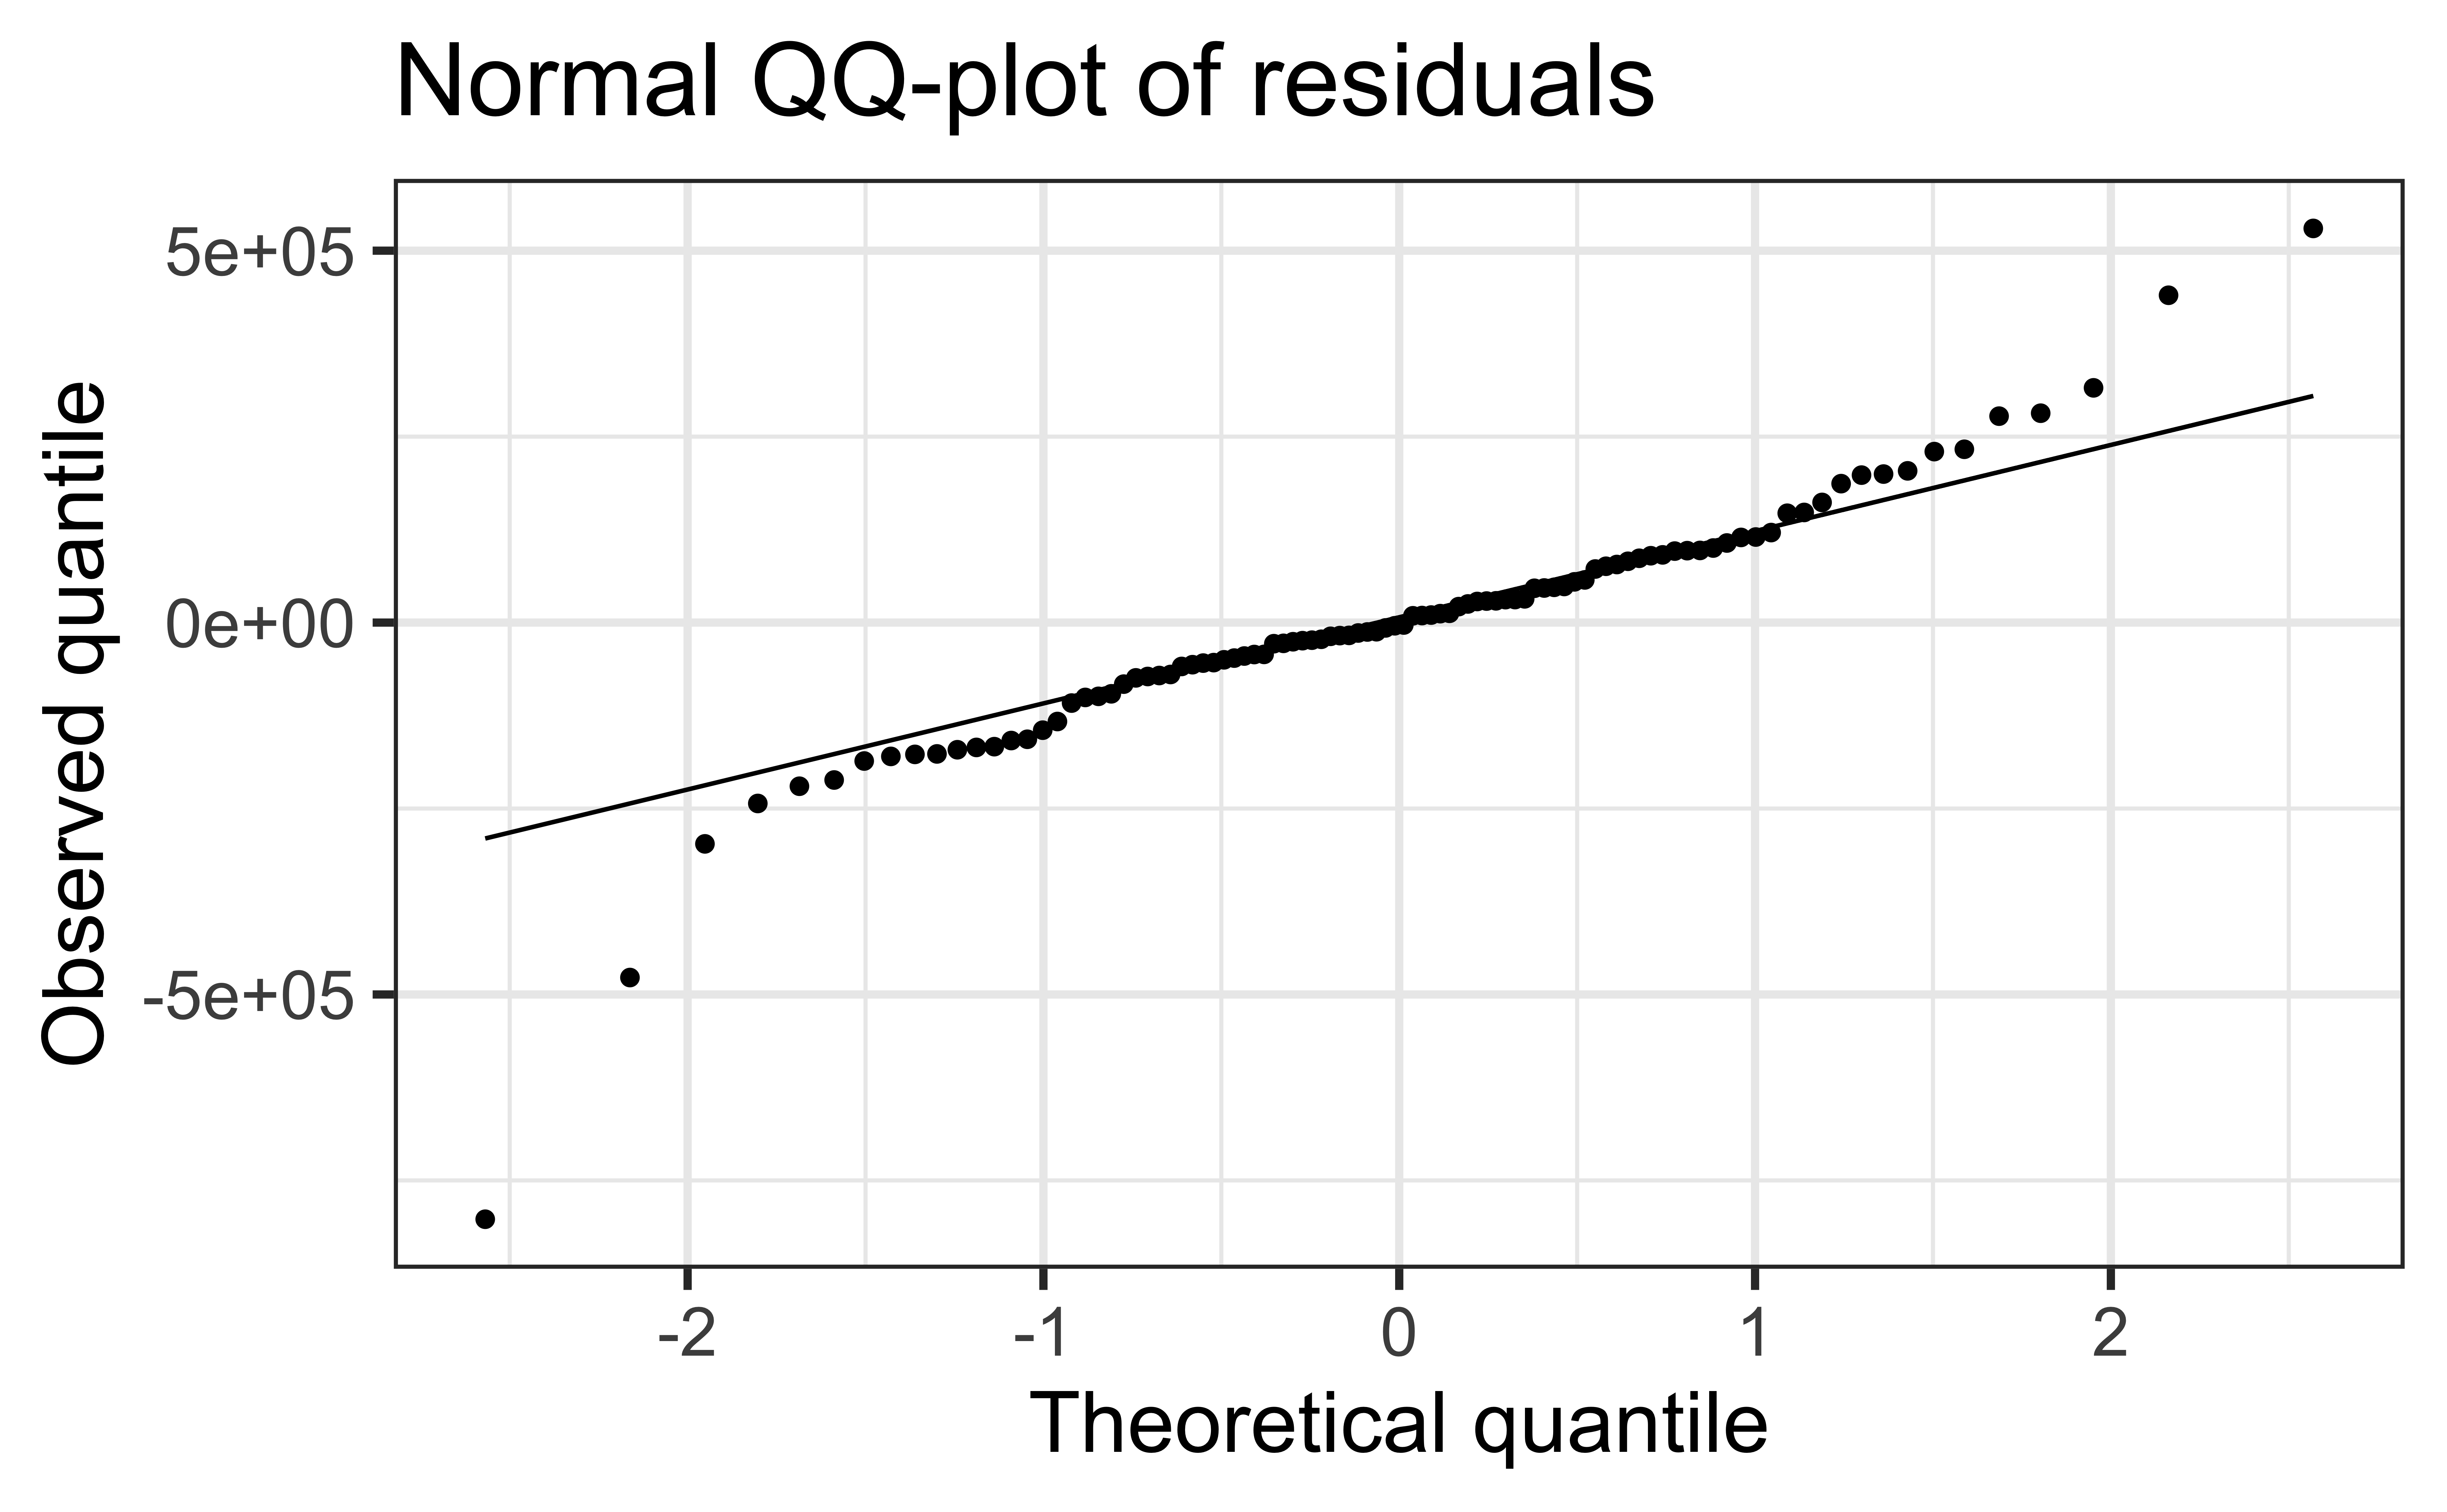 Normal QQ-plot of residuals
Observed quantile
5e+05
0e+00
-5e+05
-2 -1 0 1 2
Theoretical quantile